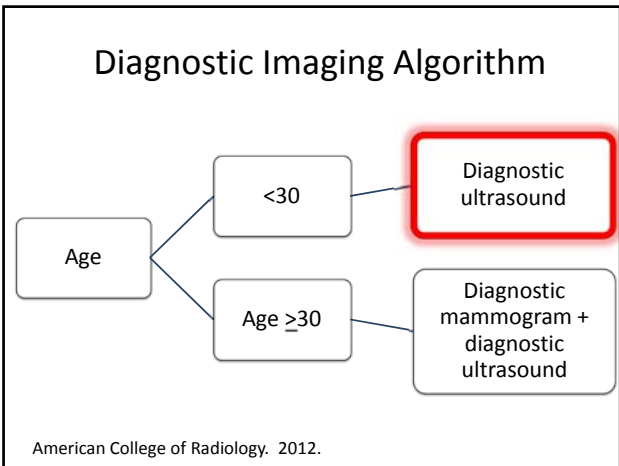 Diagnostic Imaging Algorithm
Age
<30
Diagnostic
ultrasound
Age ≥30
Diagnostic
mammogram +
diagnostic
ultrasound
American College of Radiology. 2012.